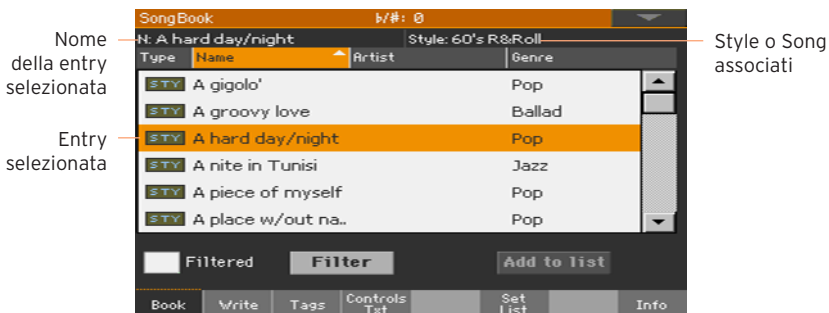 SongBook ♭/#: 0
Nome della entry selezionata
N: A hard day/night Style: 60's R&Roll
Style o Song associati
Type Name Artist Genre
STY A gigolo' Pop
STY A groovy love Ballad
Entry selezionata
STY A hard day/night Pop
STY A nite in Tunisi Jazz
STY A piece of myself Pop
STY A place w/out na.. Pop
Filtered Filter Add to list
Book Write Tags Controls Txt Set List Info